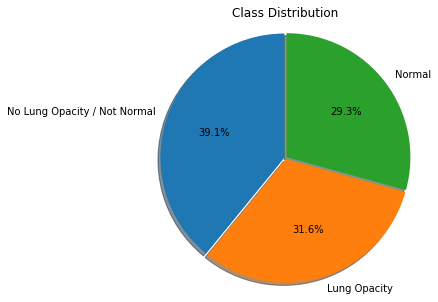 Class Distribution
Normal
No Lung Opacity / Not Normal
29.3%
39.1%
31.6%
Lung Opacity